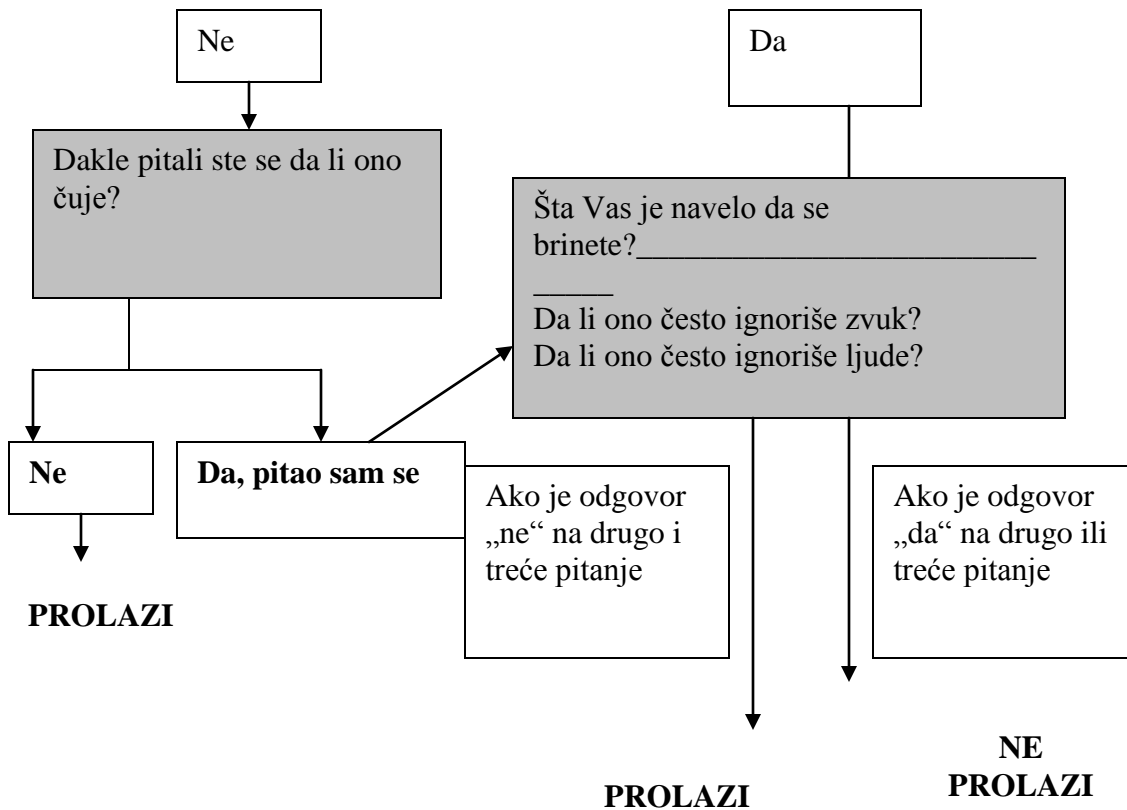 Ne
Da
Dakle pitali ste se da li ono
čuje?
Šta Vas je navelo da se
brinete?_________________________
_____
Da li ono često ignoriše zvuk?
Da li ono često ignoriše ljude?
Ne
Da, pitao sam se
Ako je odgovor
„ne“ na drugo i
treće pitanje
Ako je odgovor
„da“ na drugo ili
treće pitanje
PROLAZI
PROLAZI
NE
PROLAZI